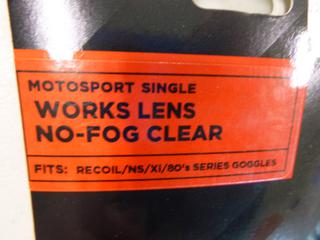 MOTOSPORT SINGLE
WORKS LENS
NO-FOG CLEAR
FITS: RECOIL/NS/XI/80's SERIES GOGGLES